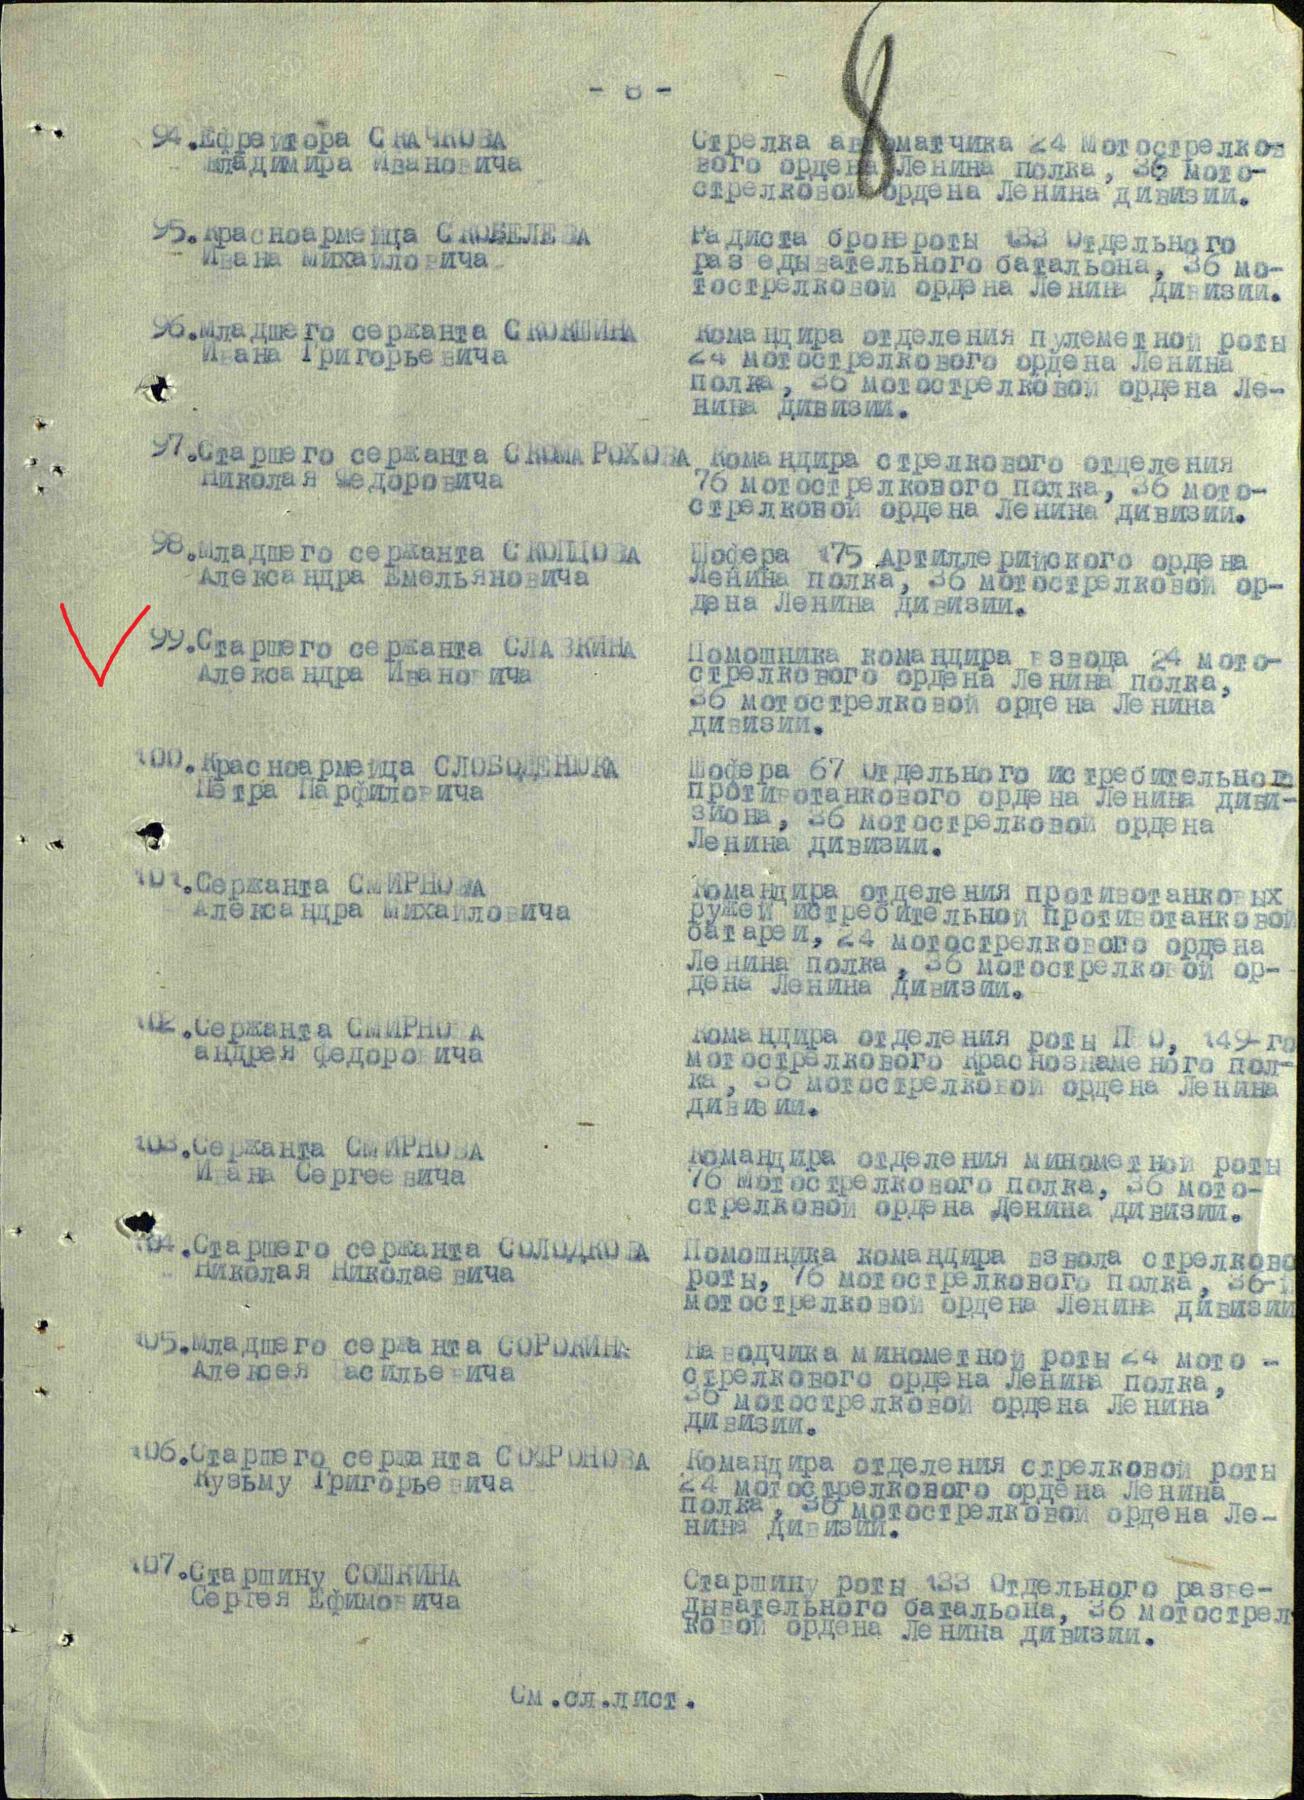 8
- 8 -
94.Ефрейтора СКАЧКОВА
Владимира Ивановича
Стрелка автоматчика 24 Мотострелков
вого ордена Ленина полка, 36 мото-
стрелковой ордена Ленина дивизии.
95.Красноармейца СКОБЕЛЕВА
Ивана Михайловича
Радиста бронероты 133 Отдельного
разведывательного батальона, 36 мо-
тострелковой ордена Ленина дивизии.
96.Младшего сержанта СКОВШИНА
Ивана Григорьевича
Командира отделения пулеметной роты
24 мотострелкового ордена Ленина
полка, 36 мотострелковой ордена Ле-
нина дивизии.
97.Старшего сержанта СКОМАРОХОВА
Николая Федоровича
Командира стрелкового отделения
76 мотострелкового полка, 36 мото-
стрелковой ордена Ленина дивизии.
98.Младшего сержанта СКОПЦОВА
Александра Емельяновича
Шофера 175 Артиллерийского ордена
Ленина полка, 36 мотострелковой ор-
дена Ленина дивизии.
99.Старшего сержанта СЛАВКИНА
Александра Ивановича
Помошника командира взвода 24 мото-
стрелкового ордена Ленина полка,
36 мотострелковой ордена Ленина
дивизии.
100.Красноармейца СЛОБОДЕНЮКА
Петра Парфиловича
Шофера 67 Отдельного истребительного
противотанкового ордена Ленина диви-
зиона, 36 мотострелковой ордена
Ленина дивизии.
101.Сержанта СМИРНОВА
Александра Михайловича
Командира отделения противотанковых
ружей истребительной противотанковой
батареи, 24 мотострелкового ордена
Ленина полка, 36 мотострелковой ор-
дена Ленина дивизии.
102.Сержанта СМИРНОВА
Андрея Федоровича
Командира отделения роты ПВО, 149-го
мотострелкового Краснознаменого пол-
ка, 36 мотострелковой ордена Ленина
дивизии.
103.Сержанта СМИРНОВА
Ивана Сергеевича
Командира отделения минометной роты
76 Мотострелкового полка, 36 мото-
стрелковой ордена Ленина дивизии.
104.Старшего сержанта СОЛОДКОВА
Николая Николаевича
Помошника командира взвола стрелково
роты, 76 мотострелкового полка, 36-й
мотострелковой ордена Ленина дивизии
105.Младшего сержанта СОРОКИНА
Алексея Васильевича
Наводчика минометной роты 24 мото -
стрелкового ордена Ленина полка,
36 мотострелковой ордена Ленина
дивизии.
106.Старшего сержанта СОФРОНОВА
Кузьму Григорьевича
Командира отделения стрелковой роты
24 мотострелкового ордена Ленина
полка, 36 мотострелковой ордена Ле-
нина дивизии.
107.Старшину СОШКИНА
Сергея Ефимовича
Старшину роты 133 Отдельного разве-
дывательного батальона, 36 мотострел
ковой ордена Ленина дивизии.
См.сл.лист.